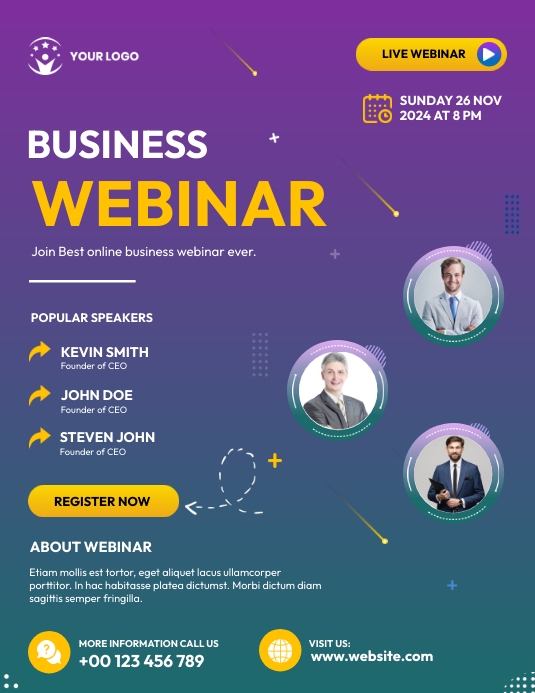 YOUR LOGO
LIVE WEBINAR
SUNDAY 26 NOV
2024 AT 8 PM
BUSINESS
WEBINAR
Join Best online business webinar ever.
POPULAR SPEAKERS
KEVIN SMITH
Founder of CEO
JOHN DOE
Founder of CEO
STEVEN JOHN
Founder of CEO
REGISTER NOW
ABOUT WEBINAR
Etiam mollis est tortor, eget aliquet lacus ullamcorper
porttitor. In hac habitasse platea dictumst. Morbi dictum diam
sagittis semper fringilla.
MORE INFORMATION CALL US
+00 123 456 789
VISIT US:
www.website.com